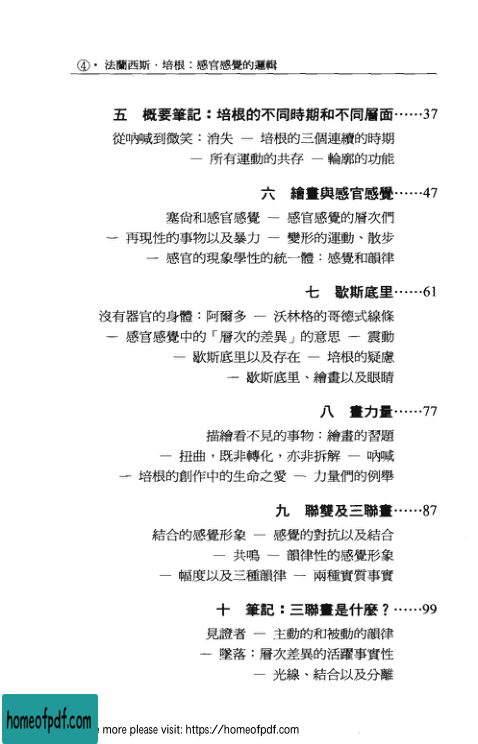 ④·法蘭西斯·培根：感官感覺的邏輯
五 概要筆記：培根的不同時期和不同層面……37
從吶喊到微笑：消失 — 培根的三個連續的時期
— 所有運動的共存 — 輪廓的功能
六 繪畫與感官感覺……47
塞尚和感官感覺 — 感官感覺的層次們
— 再現性的事物以及暴力 — 變形的運動、散步
— 感官的現象學性的統一體：感覺和韻律
七 歇斯底里……61
沒有器官的身體：阿爾多 — 沃林格的哥德式線條
— 感官感覺中的「層次的差異」的意思 — 震動
— 歇斯底里以及存在 — 培根的疑慮
— 歇斯底里、繪畫以及眼睛
八 畫力量……77
描繪看不見的事物：繪畫的習題
— 扭曲，既非轉化，亦非拆解 — 吶喊
— 培根的創作中的生命之愛 — 力量們的例舉
九 聯雙及三聯畫……87
結合的感覺形象 — 感覺的對抗以及結合
— 共鳴 — 韻律性的感覺形象
— 幅度以及三種韻律 — 兩種實質事實
十 筆記：三聯畫是什麼？……99
見證者 — 主動的和被動的韻律
— 墜落：層次差異的活躍事實性
— 光線、結合以及分離
homeofpdf.com
more please visit: https://homeofpdf.com